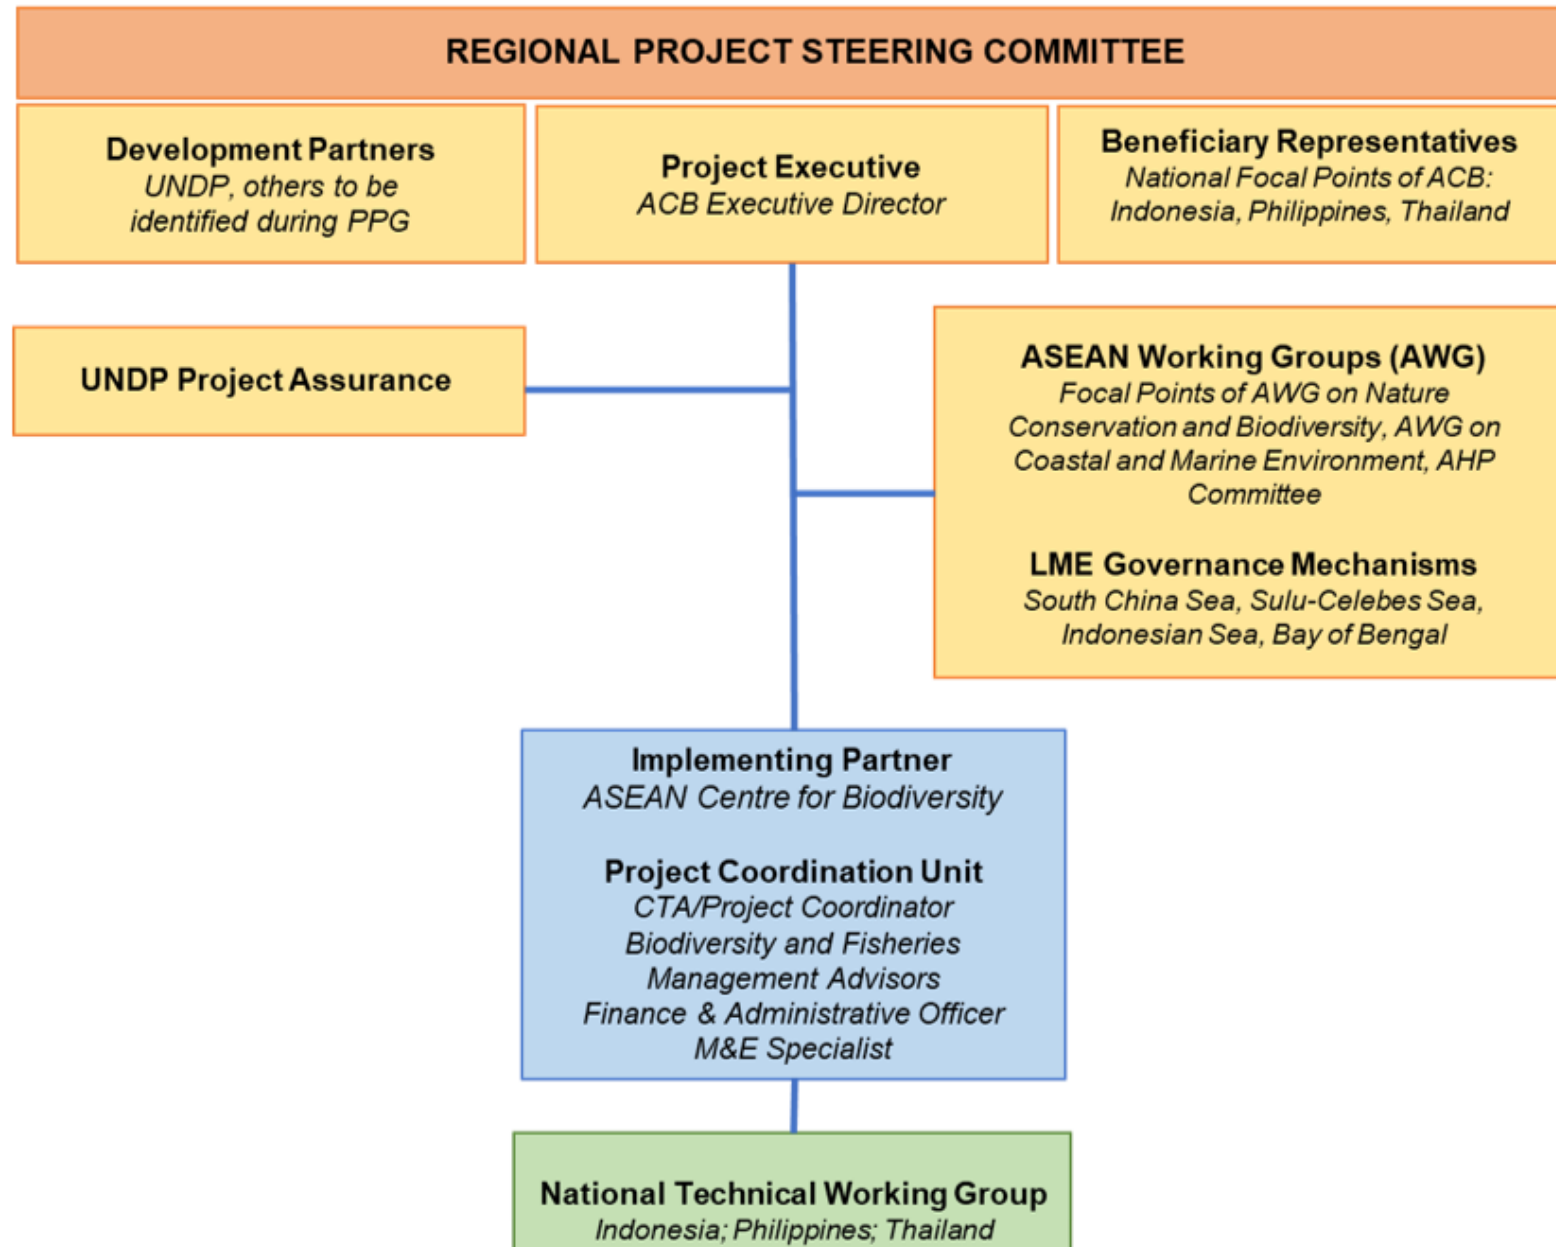 REGIONAL PROJECT STEERING COMMITTEE
Development Partners
UNDP, others to be
identified during PPG
Project Executive
ACB Executive Director
Beneficiary Representatives
National Focal Points of ACB:
Indonesia, Philippines, Thailand
UNDP Project Assurance
ASEAN Working Groups (AWG)
Focal Points of AWG on Nature
Conservation and Biodiversity, AWG on
Coastal and Marine Environment, AHP
Committee
LME Governance Mechanisms
South China Sea, Sulu-Celebes Sea,
Indonesian Sea, Bay of Bengal
Implementing Partner
ASEAN Centre for Biodiversity
Project Coordination Unit
CTA/Project Coordinator
Biodiversity and Fisheries
Management Advisors
Finance & Administrative Officer
M&E Specialist
National Technical Working Group
Indonesia; Philippines; Thailand